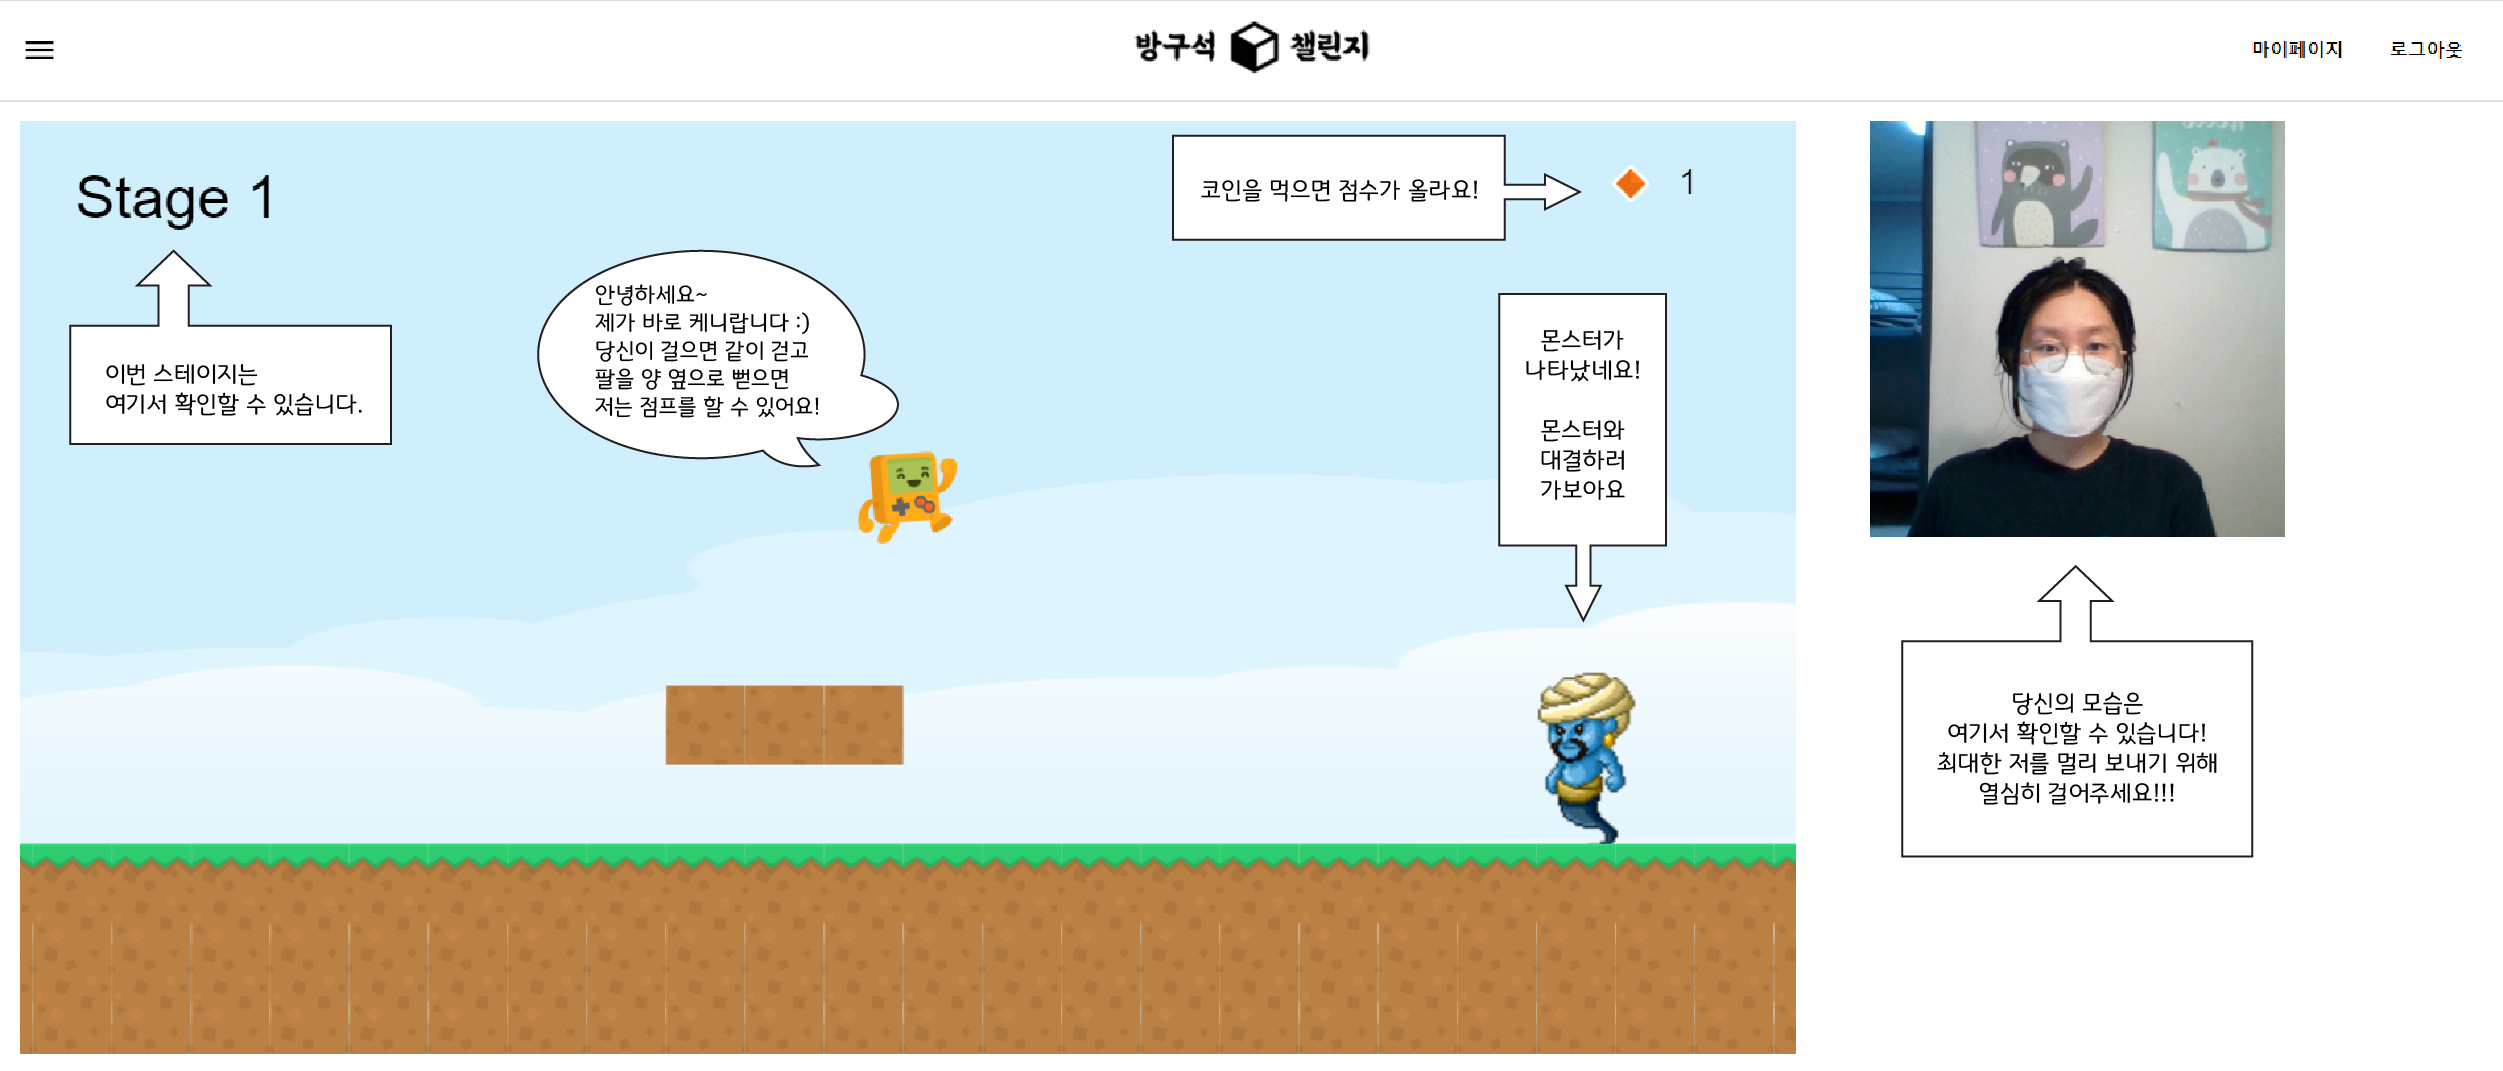 방구석 챌린지
마이페이지
로그아웃
Stage 1
이번 스테이지는
여기서 확인할 수 있습니다.
안녕하세요~
제가 바로 케니랍니다 :)
당신이 걸으면 같이 걷고
팔을 양 옆으로 뻗으면
저는 점프를 할 수 있어요!
코인을 먹으면 점수가 올라요!
1
몬스터가
나타났네요!
몬스터와
대결하러
가보아요
당신의 모습은
여기서 확인할 수 있습니다!
최대한 저를 멀리 보내기 위해
열심히 걸어주세요!!!